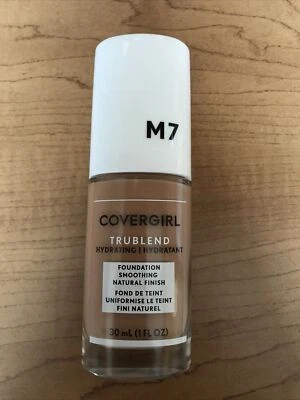 M7
COVERGIRL
TRUBLEND
HYDRATING | HYDRATANT
FOUNDATION
SMOOTHING
NATURAL FINISH
FOND DE TEINT
UNIFORMISE LE TEINT
FINI NATUREL
30 mL (1 FL OZ)